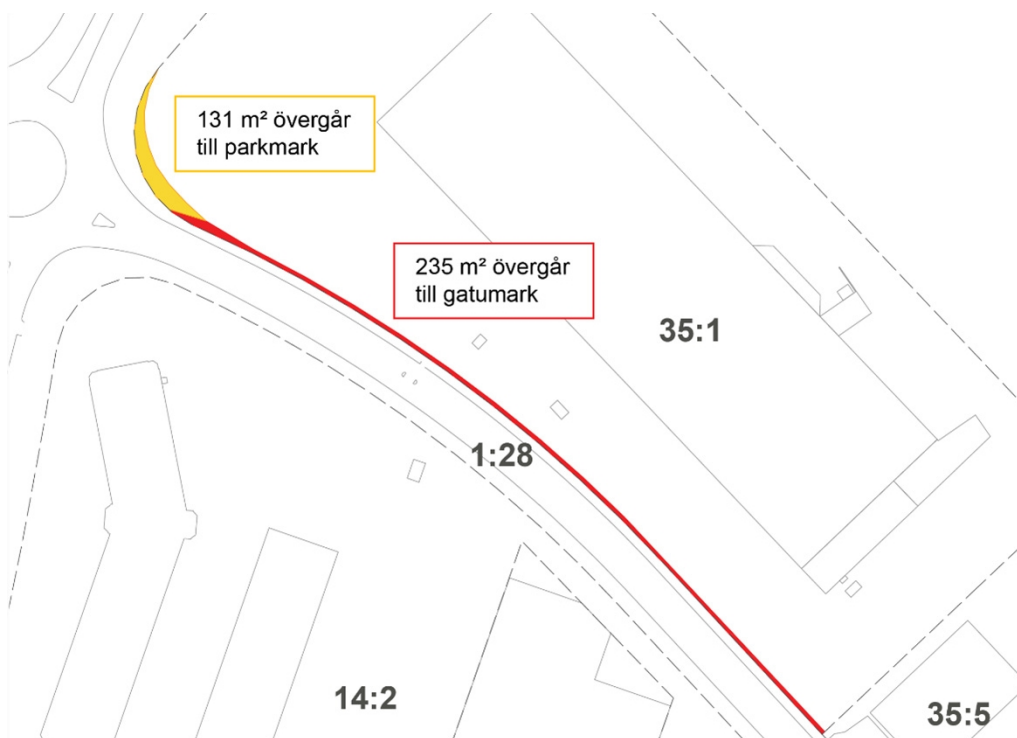 131 m² övergår
till parkmark
235 m² övergår
till gatumark
35:1
1:28
14:2
35:5